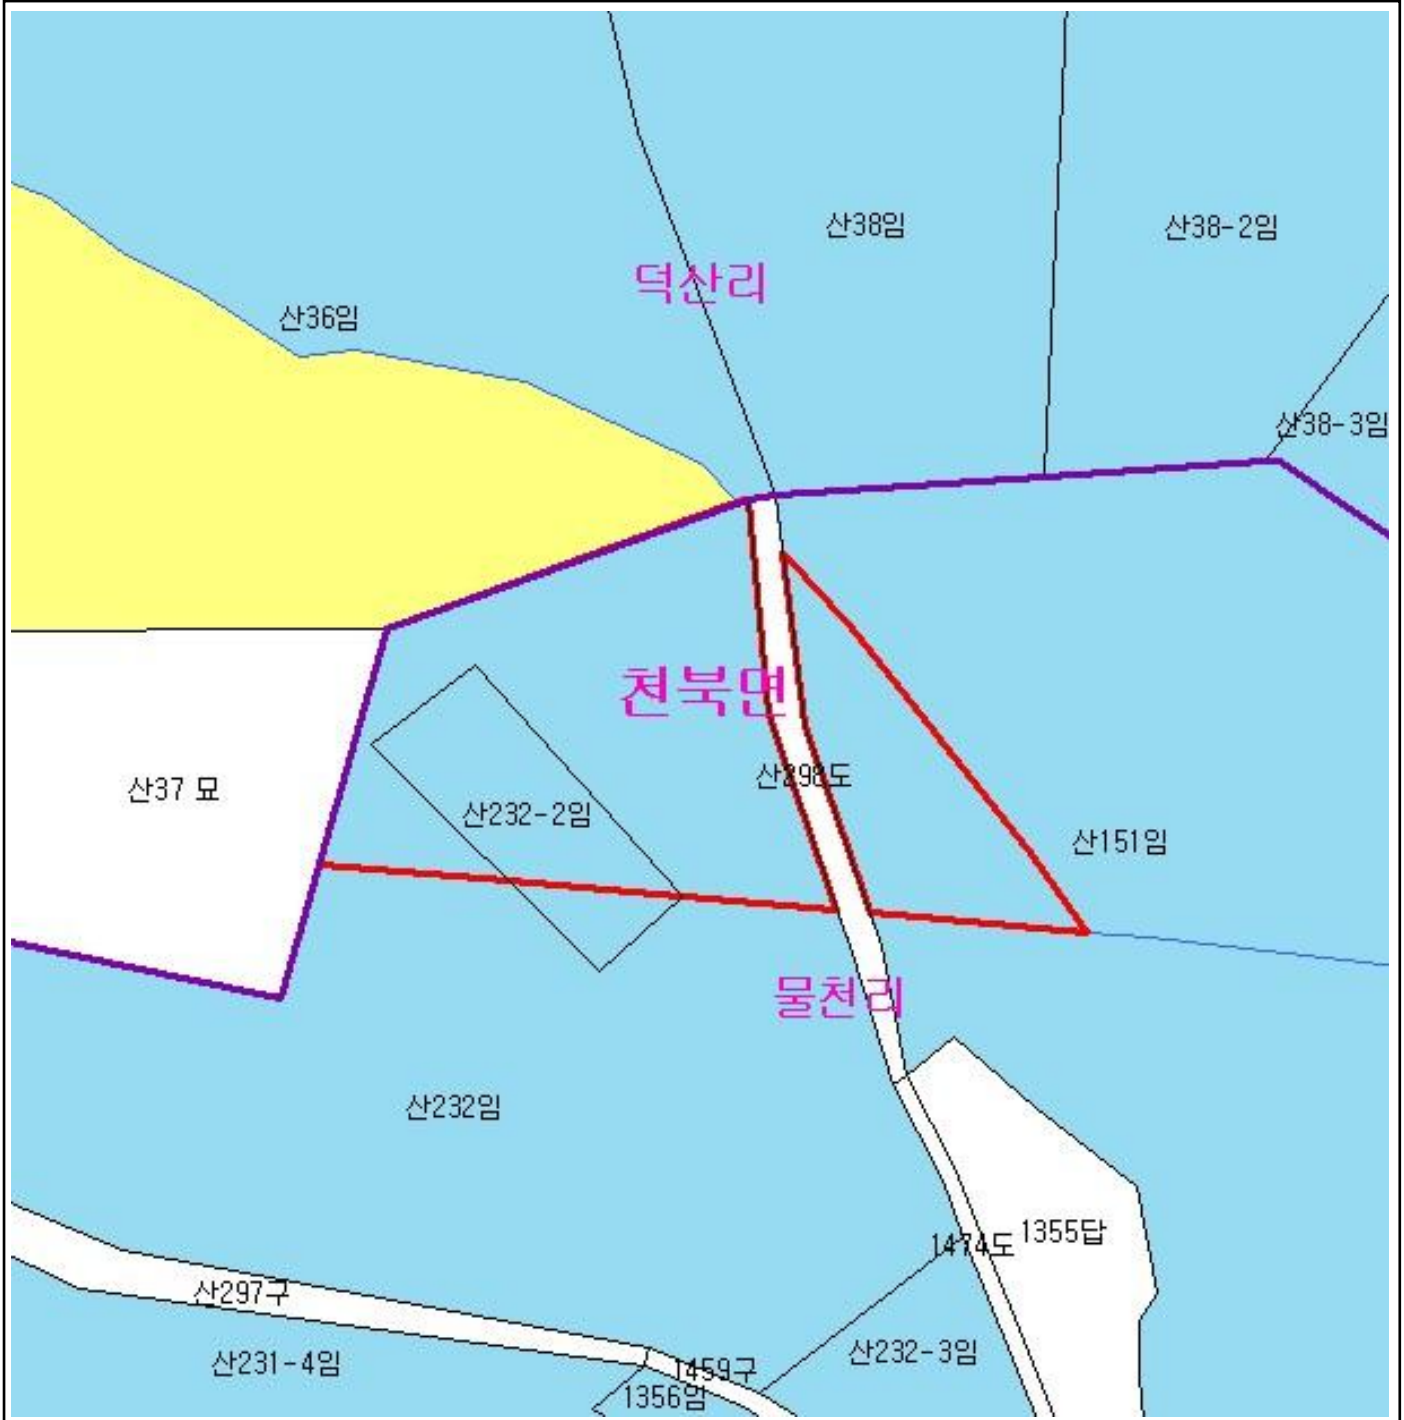 산38임
산38-2임
덕산리
산36임
산38-3임
천북면
산298도
산37 묘
산232-2임
산151임
물천리
산232임
1474도
1355답
산297구
산232-3임
산231-4임
1459구
1356임